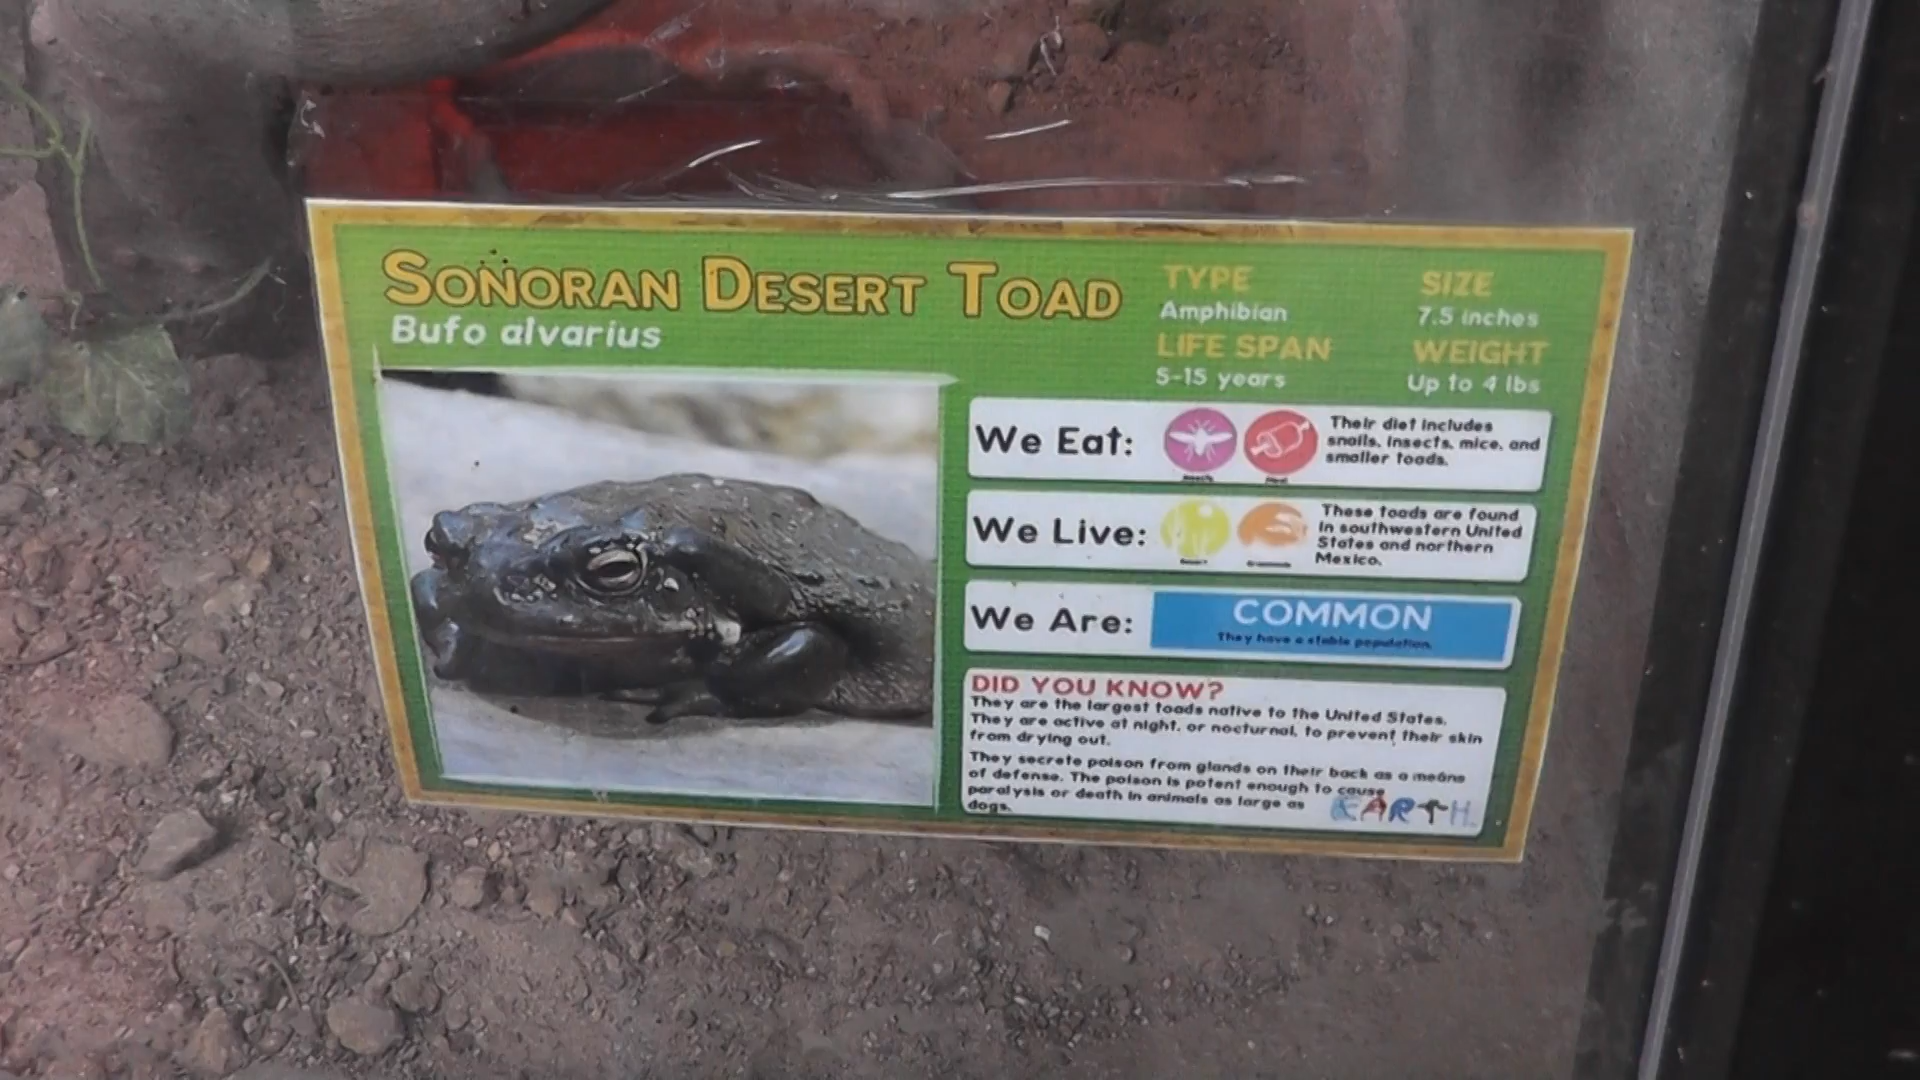 SONORAN DESERT TOAD
Bufo alvarius
TYPE
Amphibian
LIFE SPAN
5-15 years
SIZE
7.5 inches
WEIGHT
Up to 4 lbs
We Eat:
Their diet includes
snails, insects, mice, and
smaller toads.
We Live:
These toads are found
in southwestern United
States and northern
Mexico.
We Are:
COMMON
They have a stable population.
DID YOU KNOW?
They are the largest toads native to the United States.
They are active at night, or nocturnal, to prevent their skin
from drying out.
They secrete poison from glands on their back as a means
of defense. The poison is potent enough to cause
paralysis or death in animals as large as
dogs.
EARTH